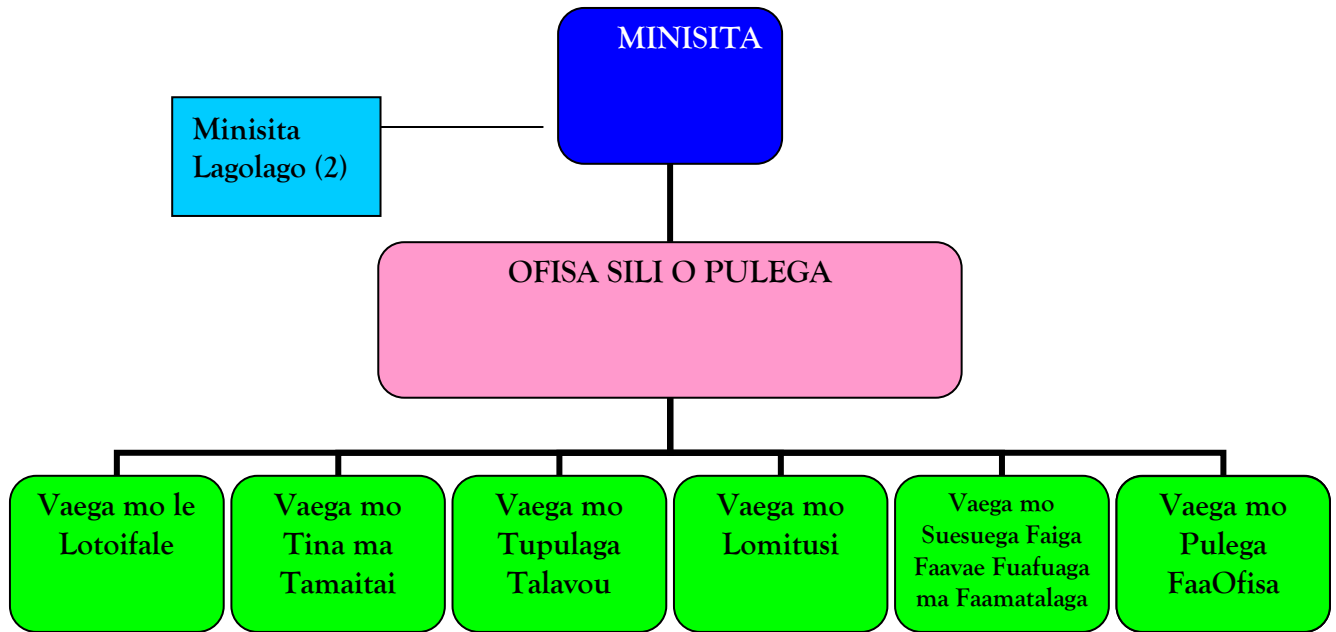 MINISITA
Minisita
Lagolago (2)
OFISA SILI O PULEGA
Vaega mo le
Lotoifale
Vaega mo
Tina ma
Tamaitai
Vaega mo
Tupulaga
Talavou
Vaega mo
Lomitusi
Vaega mo
Suesuega Faiga
Faavae Fuafuaga
ma Faamatalaga
Vaega mo
Pulega
FaaOfisa